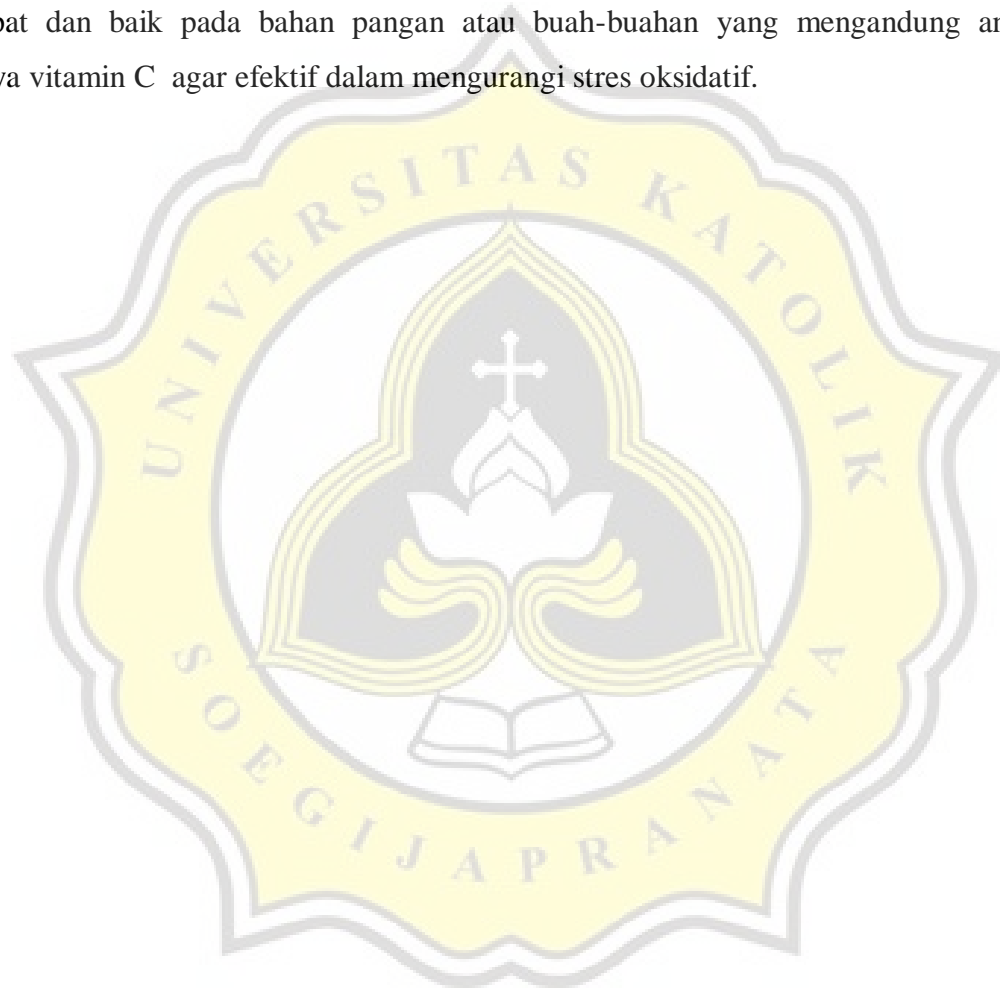 pat dan baik pada bahan pangan atau buah-buahan yang mengandung an
wa vitamin C agar efektif dalam mengurangi stres oksidatif.
UNIVERSITAS KATOLIK
SOEGIJAPRANATA